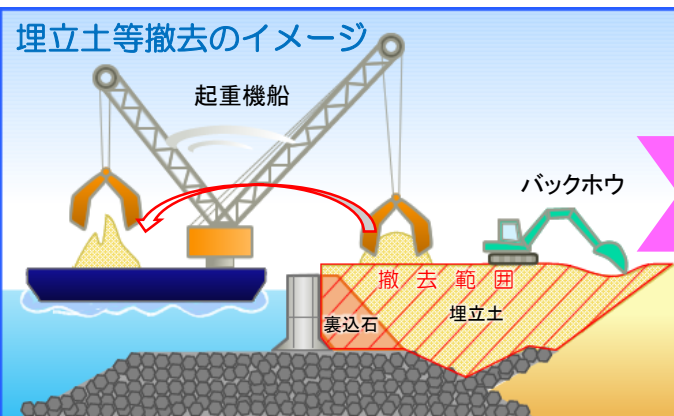 埋立土等撤去のイメージ
起重機船
バックホウ
撤去範囲
埋立土
裏込石